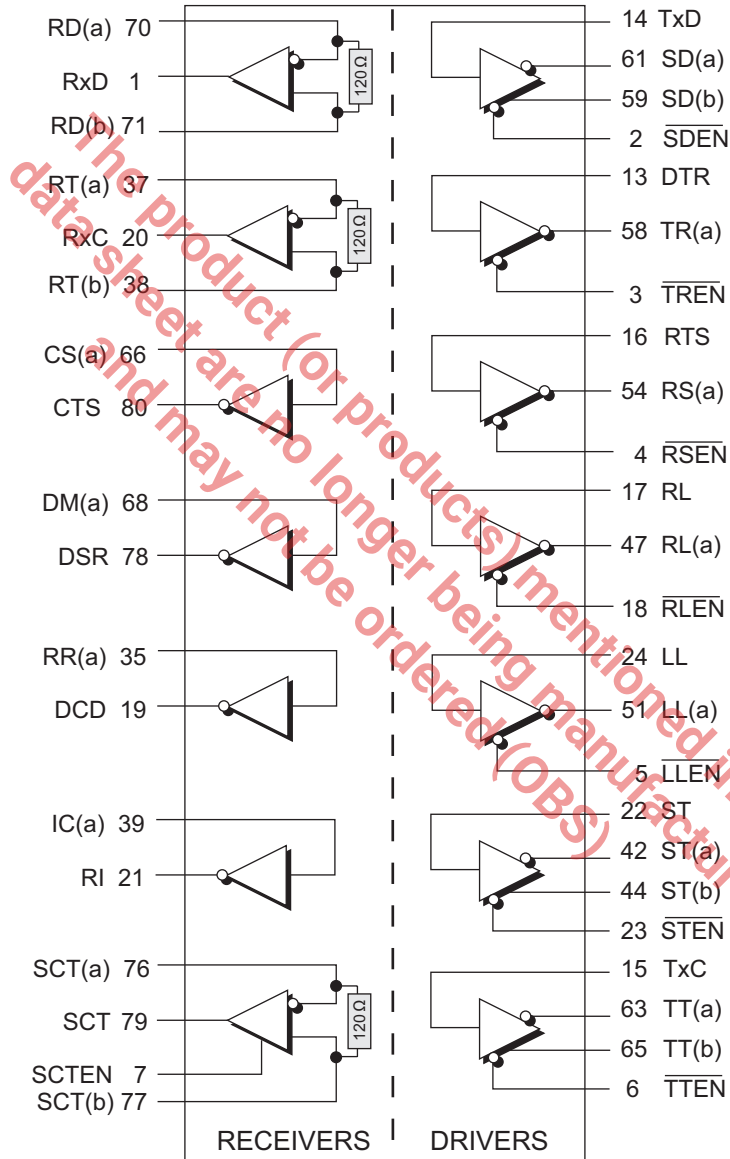 RD(a) 70
RxD 1
RD(b) 71
120Ω
RT(a) 37
RxC 20
RT(b) 38
120Ω
CS(a) 66
CTS 80
DM(a) 68
DSR 78
RR(a) 35
DCD 19
IC(a) 39
RI 21
SCT(a) 76
SCT 79
SCTEN 7
SCT(b) 77
120Ω
RECEIVERS
14 TxD
61 SD(a)
59 SD(b)
2 SDEN
13 DTR
58 TR(a)
3 TREN
16 RTS
54 RS(a)
4 RSEN
17 RL
47 RL(a)
18 RLEN
24 LL
51 LL(a)
5 LLEN
22 ST
42 ST(a)
44 ST(b)
23 STEN
15 TxC
63 TT(a)
65 TT(b)
6 TTEN
DRIVERS
The product (or products) mentioned in
data sheet are no longer being manufactur
and may not be ordered (OBS)